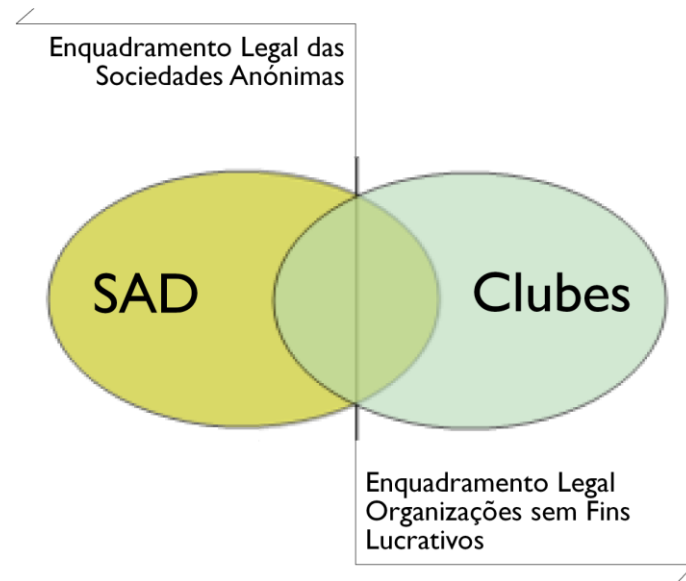 Enquadramento Legal das
Sociedades Anónimas
SAD
Clubes
Enquadramento Legal
Organizações sem Fins
Lucrativos